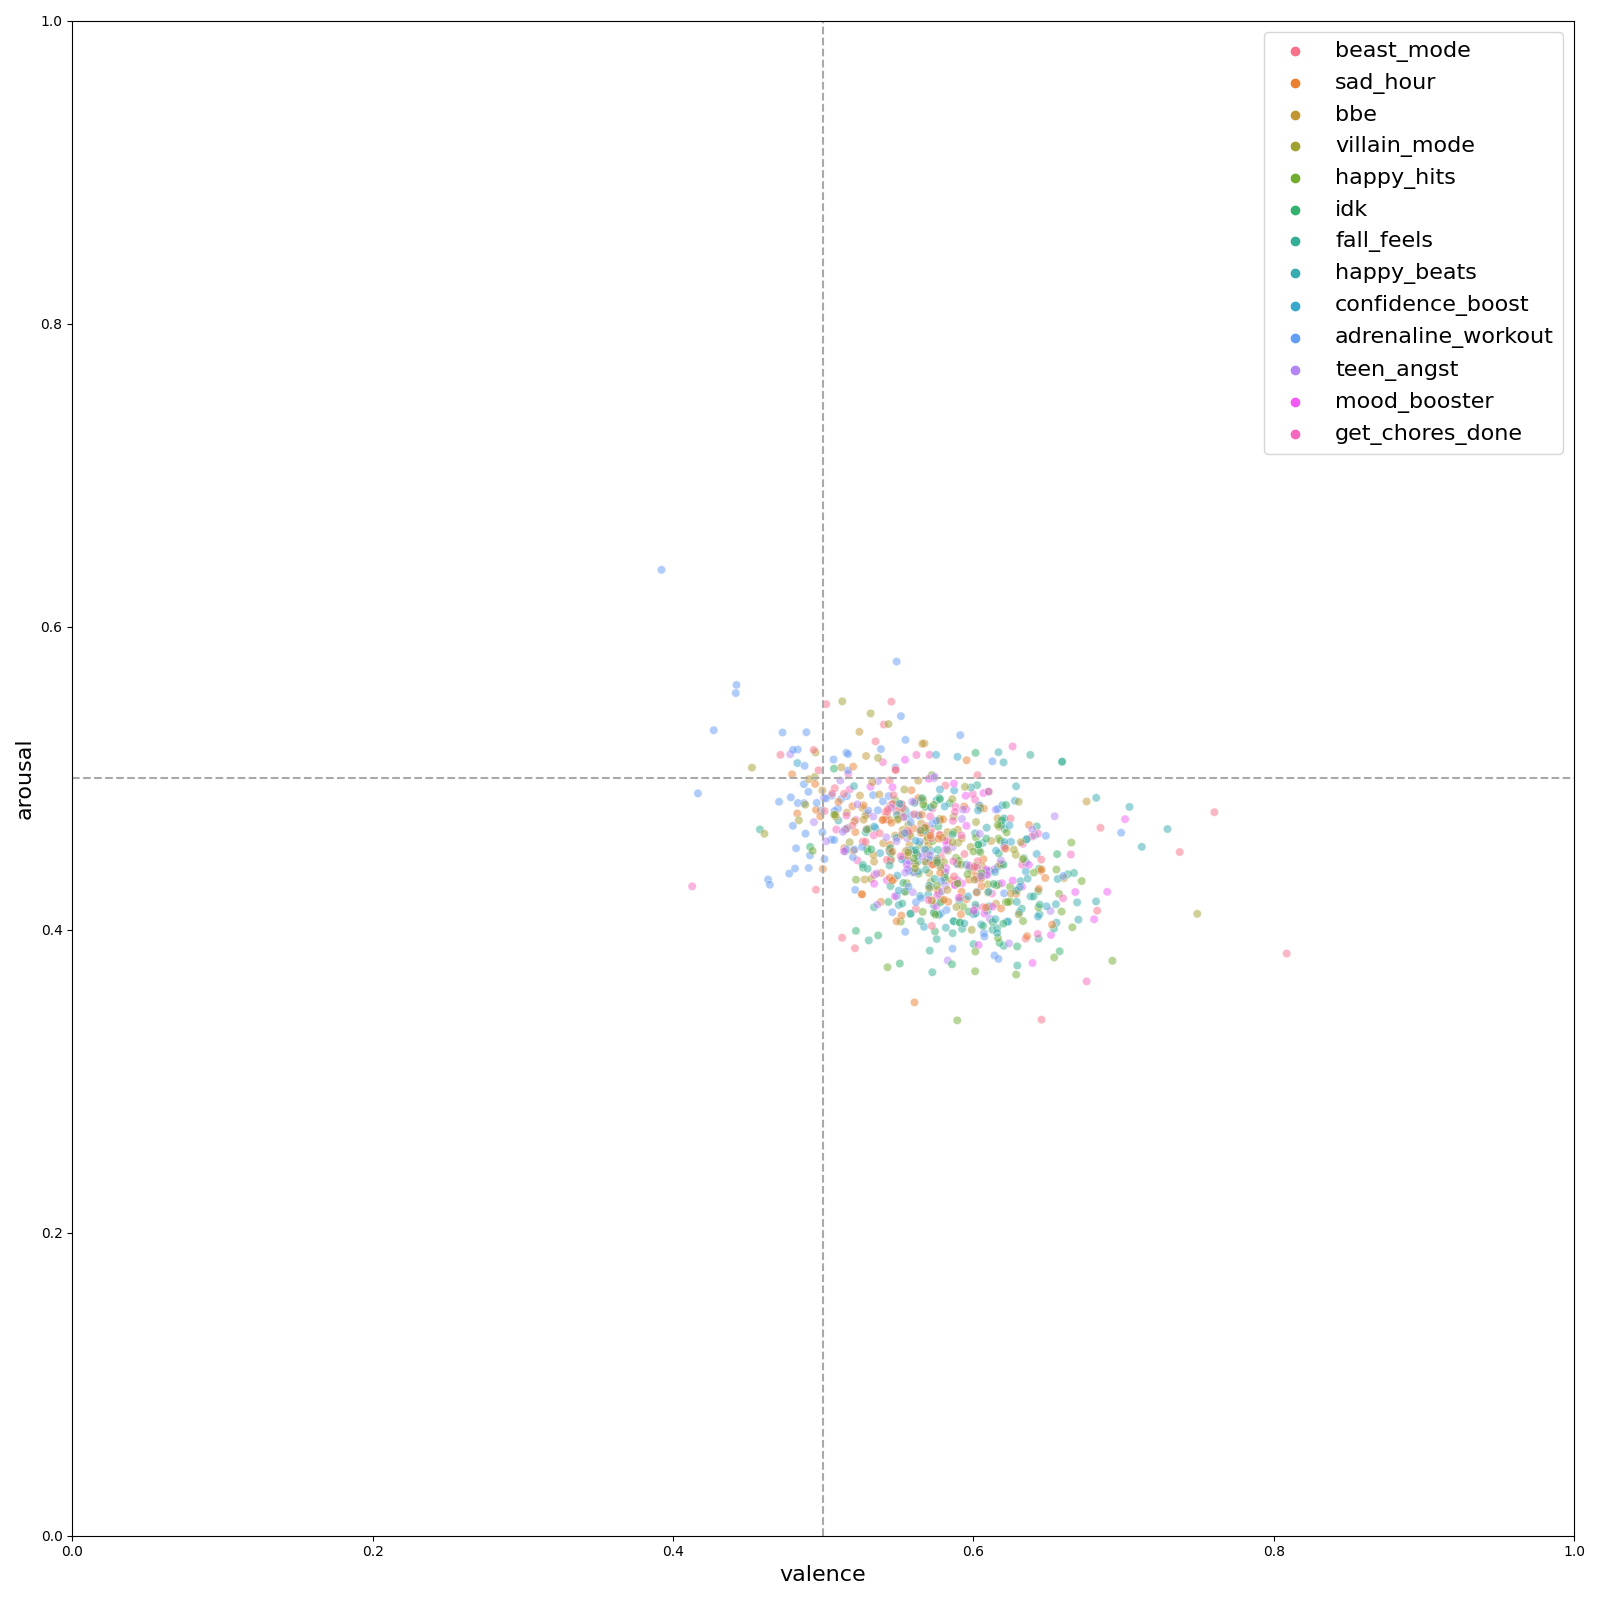 1.0
0.8
0.6
0.4
0.2
0.0
arousal
0.0 0.2 0.4 0.6 0.8 1.0
valence
beast_mode
sad_hour
bbe
villain_mode
happy_hits
idk
fall_feels
happy_beats
confidence_boost
adrenaline_workout
teen_angst
mood_booster
get_chores_done